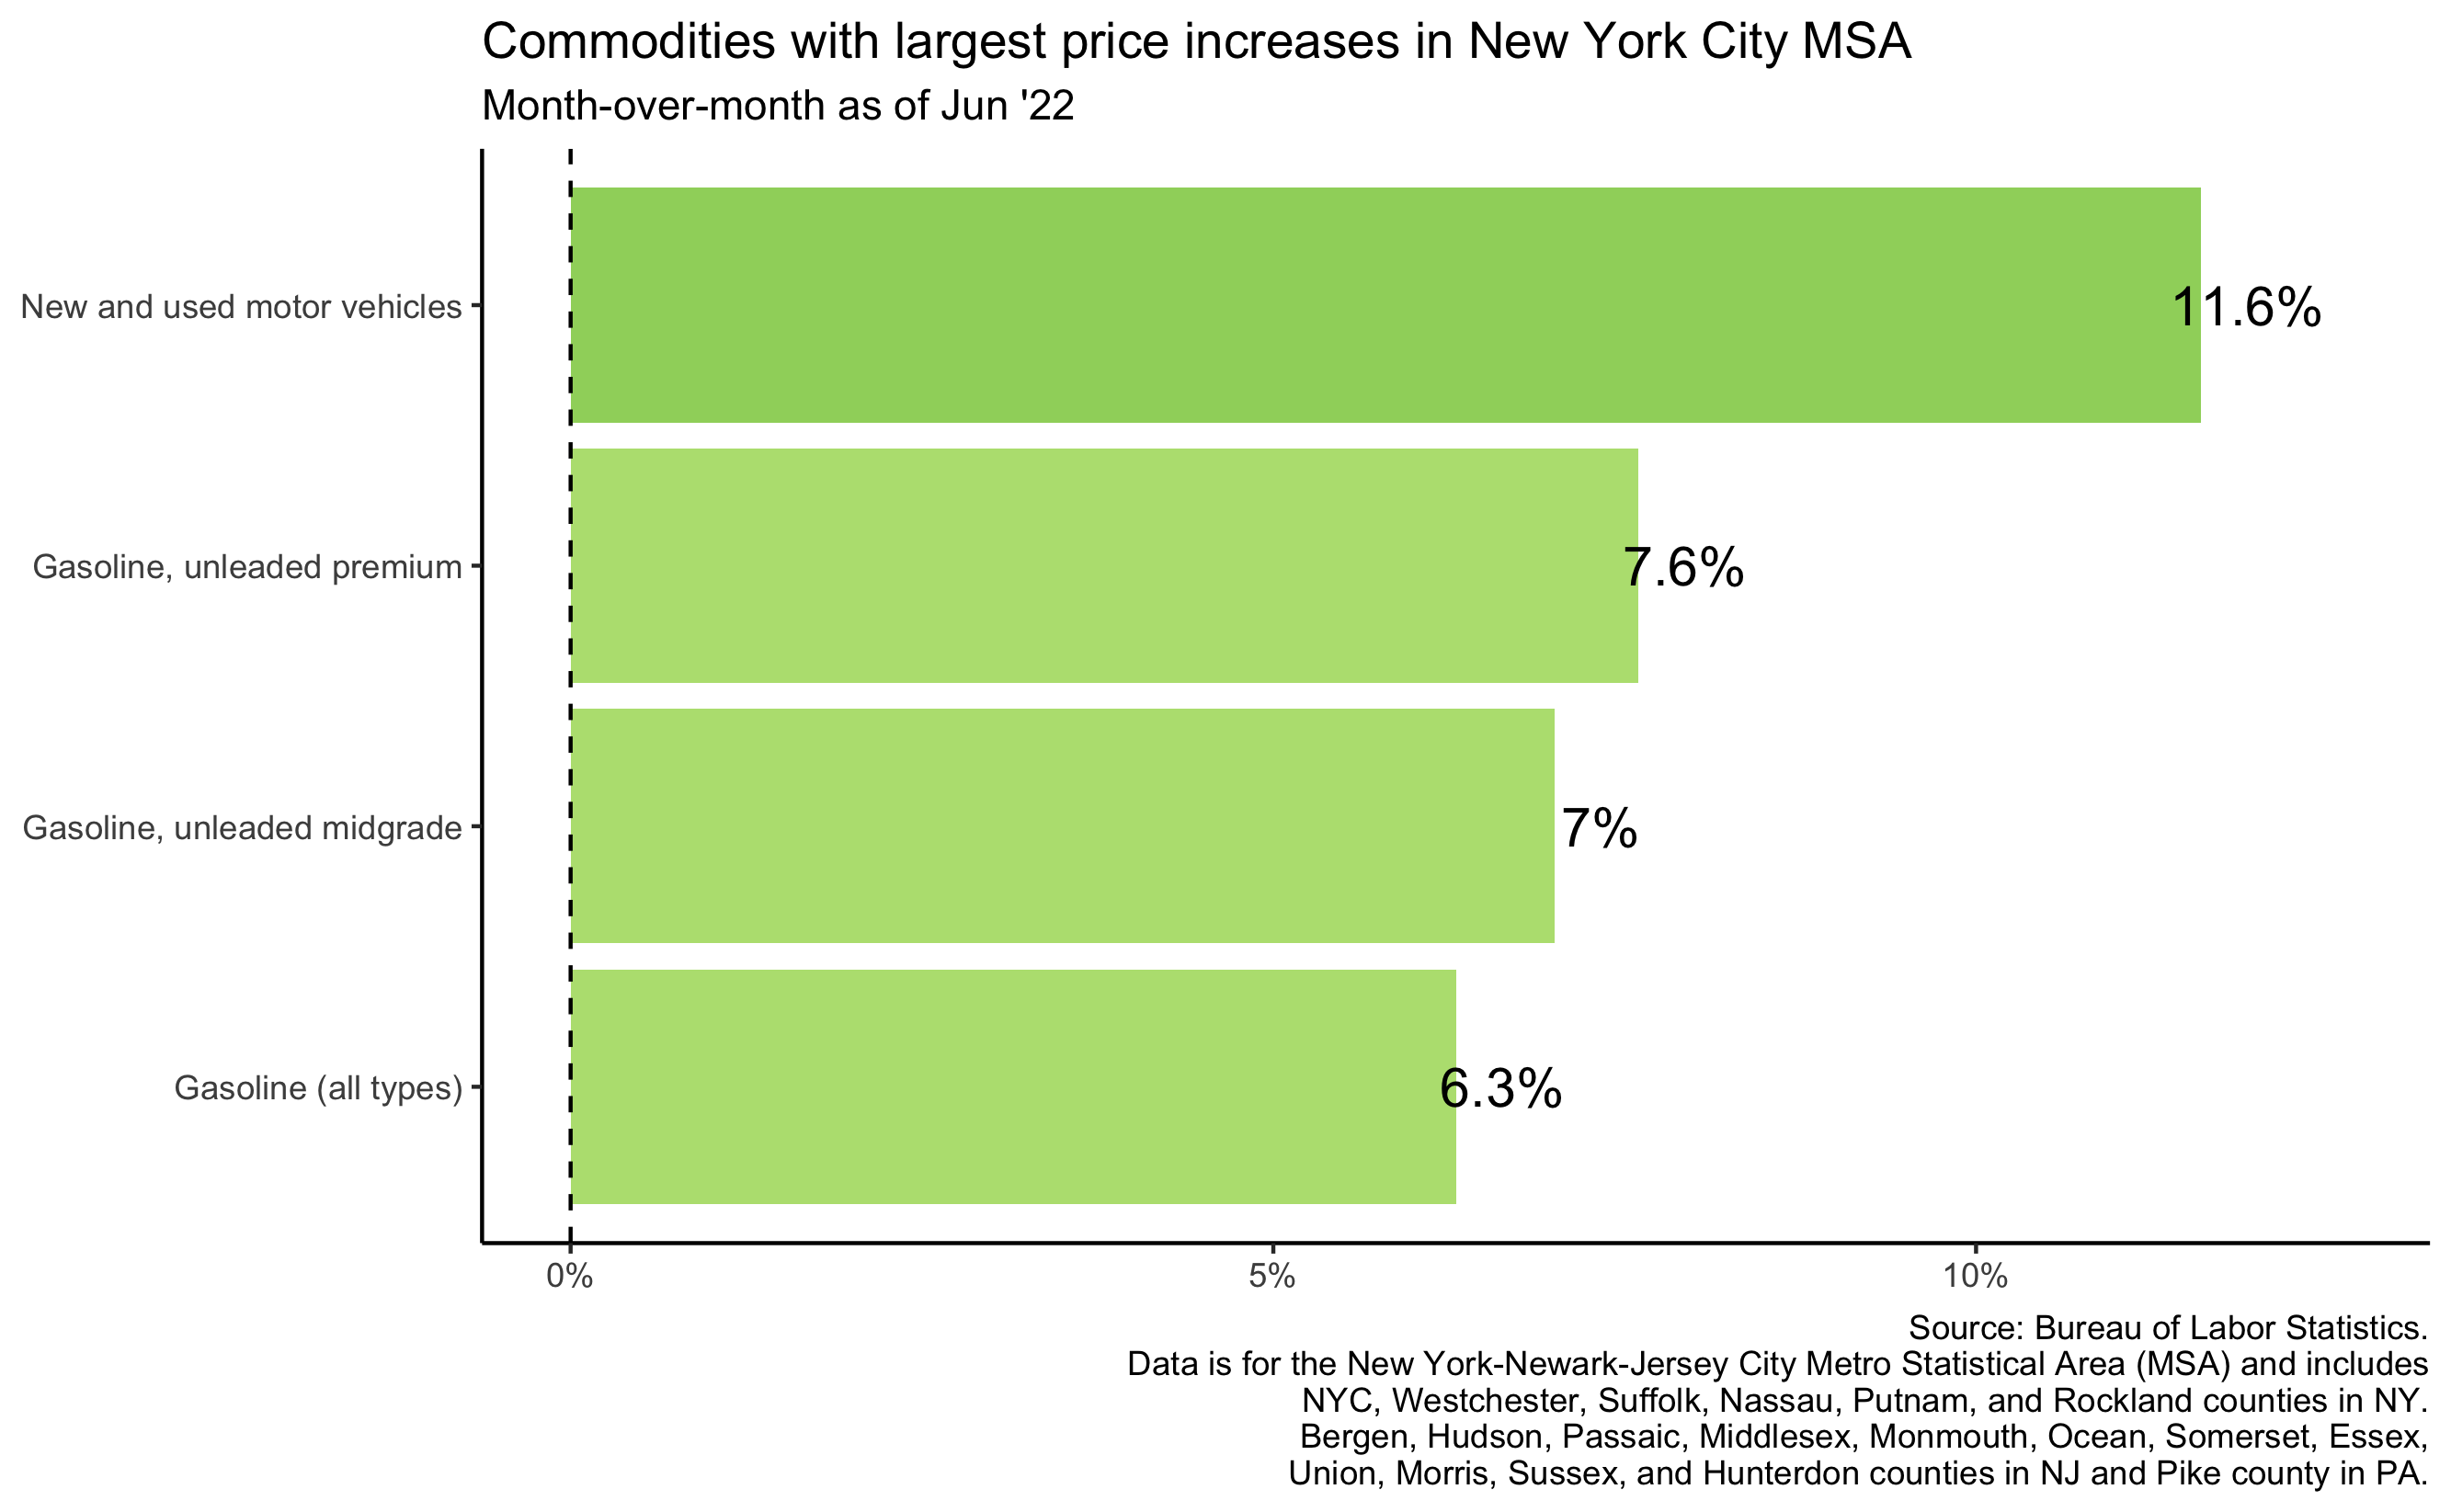 Commodities with largest price increases in New York City MSA
Month-over-month as of Jun '22
New and used motor vehicles
11.6%
Gasoline, unleaded premium
7.6%
Gasoline, unleaded midgrade
7%
Gasoline (all types)
6.3%
0%
5%
10%
Source: Bureau of Labor Statistics.
Data is for the New York-Newark-Jersey City Metro Statistical Area (MSA) and includes
NYC, Westchester, Suffolk, Nassau, Putnam, and Rockland counties in NY.
Bergen, Hudson, Passaic, Middlesex, Monmouth, Ocean, Somerset, Essex,
Union, Morris, Sussex, and Hunterdon counties in NJ and Pike county in PA.